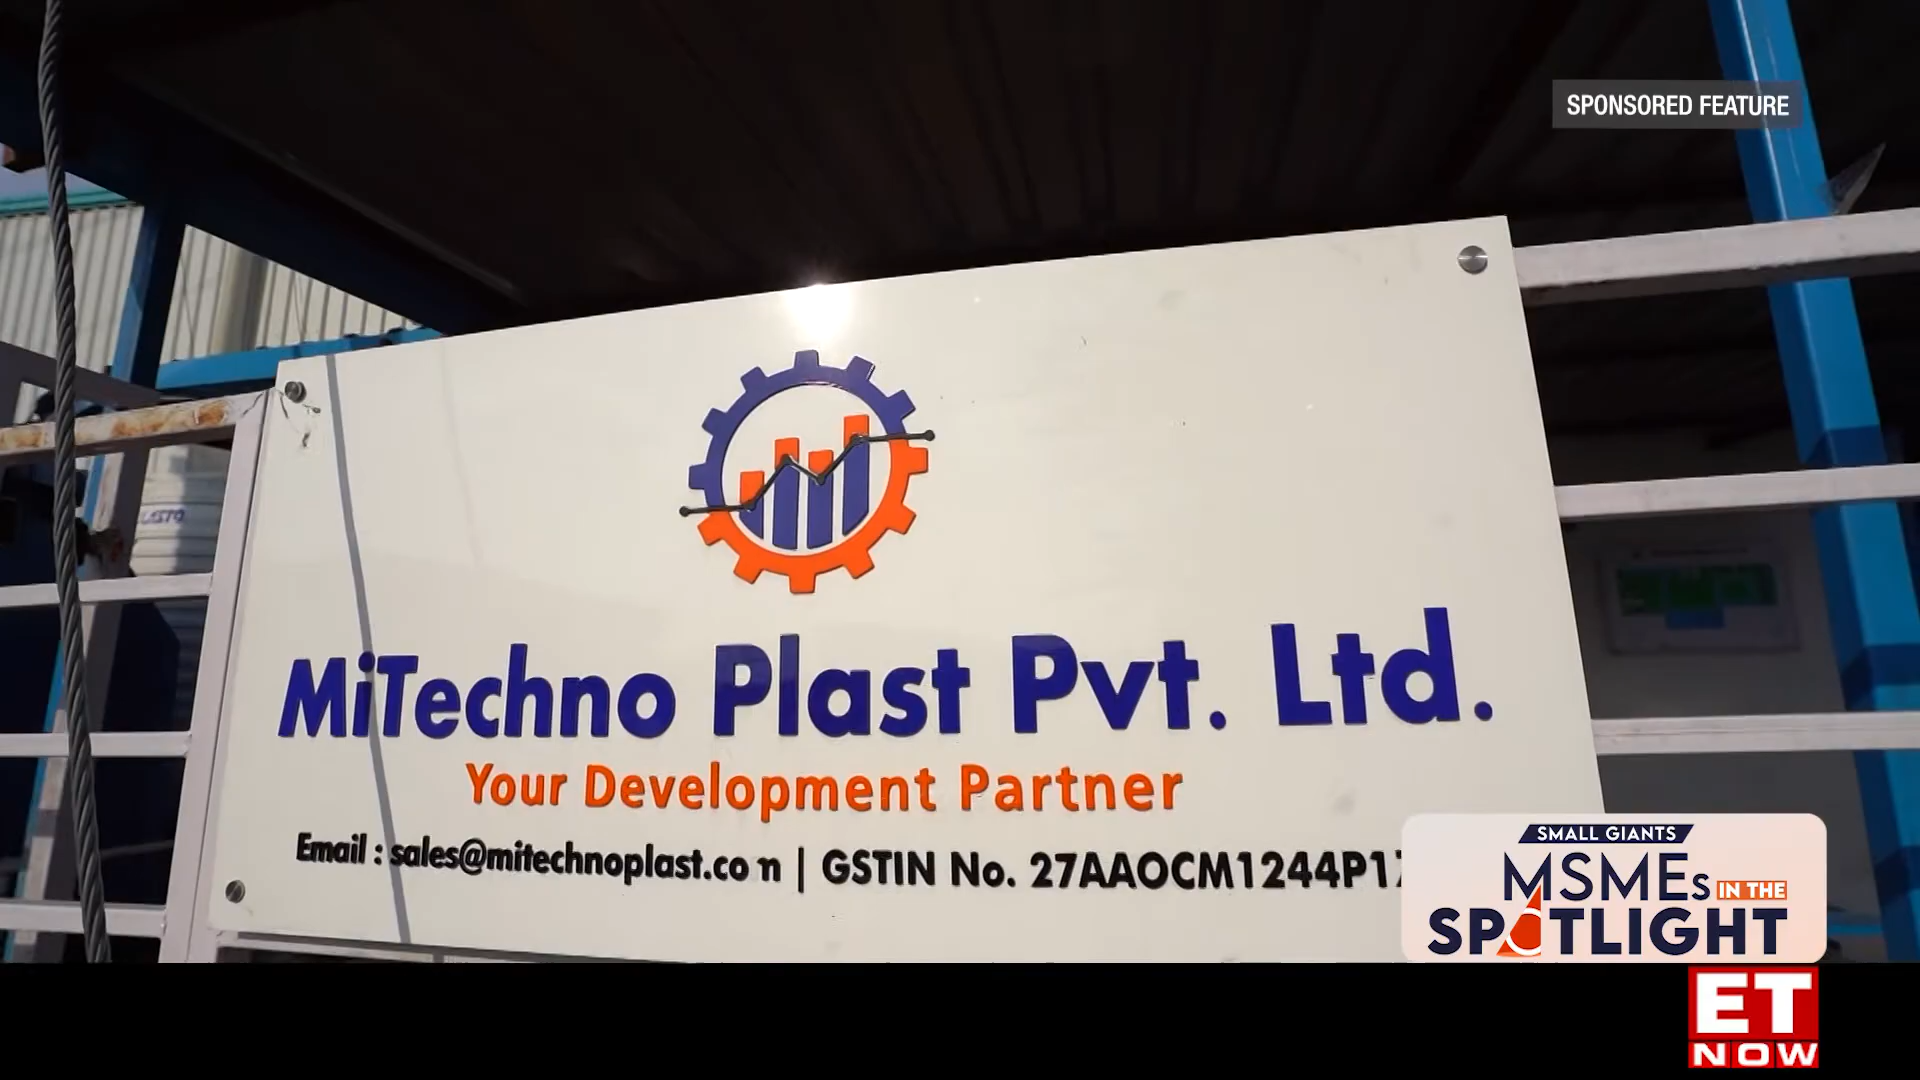 SPONSORED FEATURE
MiTechno Plast Pvt. Ltd.
Your Development Partner
Email : sales@mitechnoplast.co n | GSTIN No. 27AAOCM1244P1
SMALL GIANTS
MSMEs IN THE
SPOTLIGHT
ET
NOW